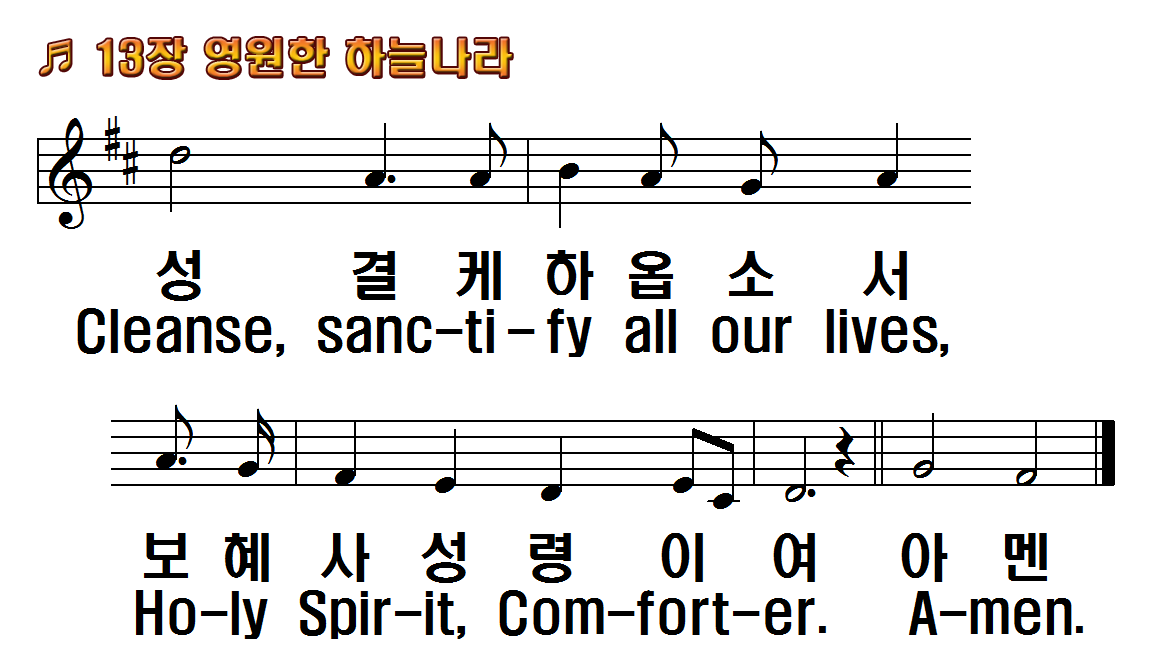 ♬ 13장 영원한 하늘나라
성 결 케 하 옵 소 서
Cleanse, sanc-ti-fy all our lives,
보 혜 사 성 령 이 여 아 멘
Ho-ly Spir-it, Com-fort-er. A-men.